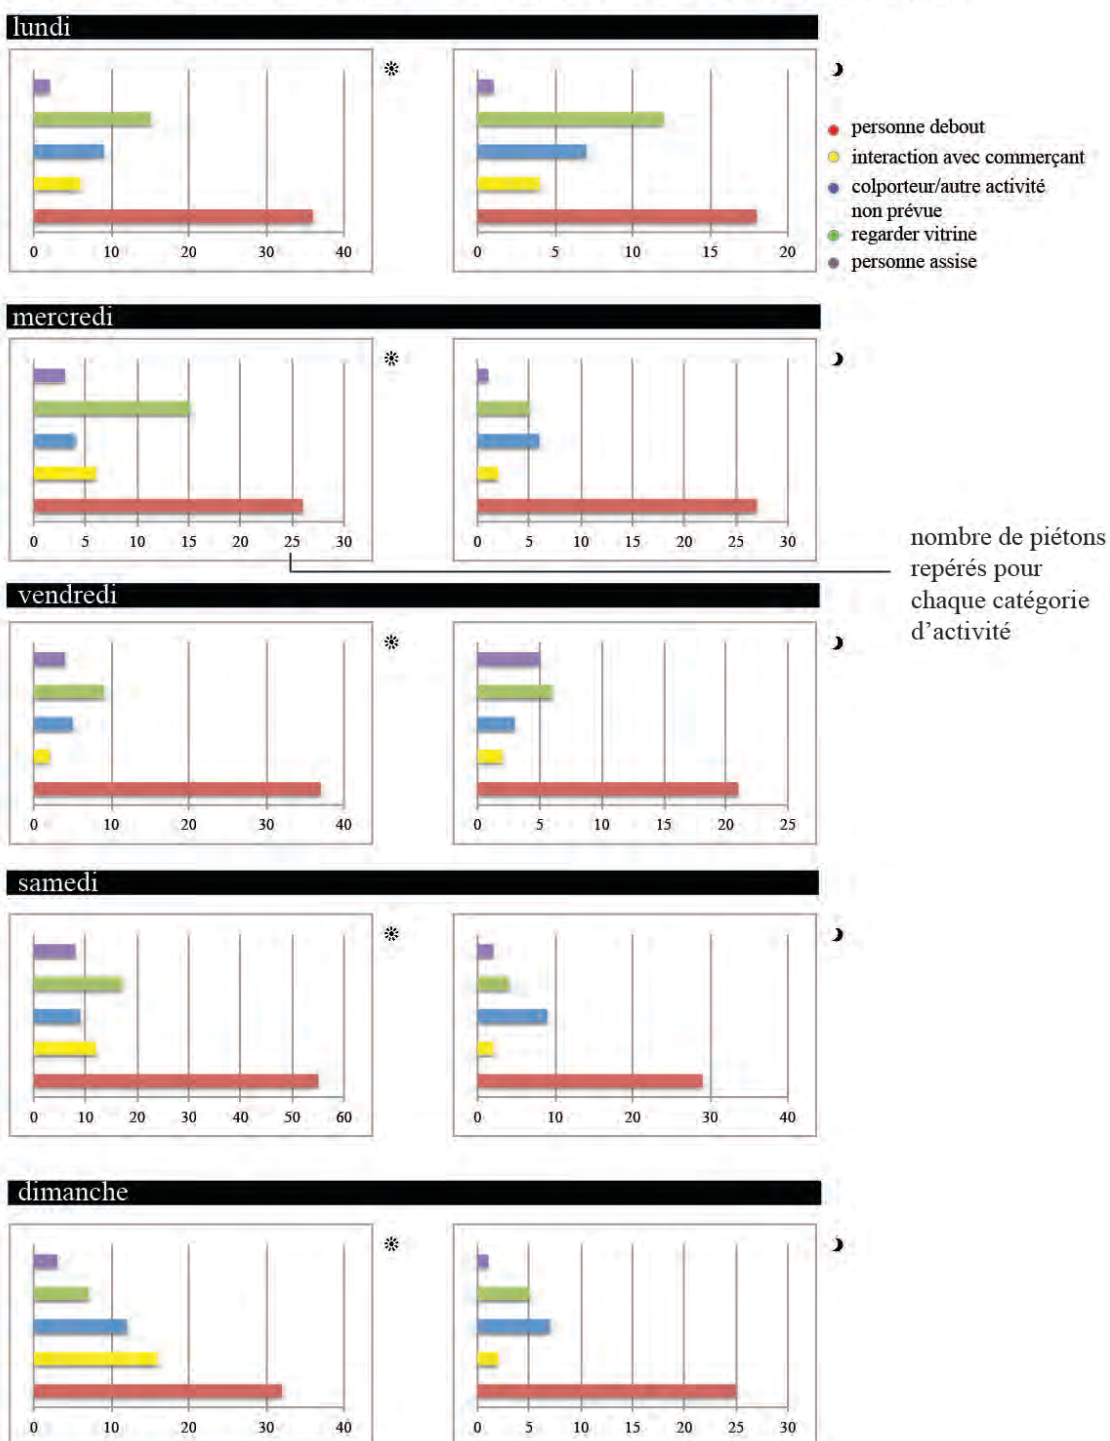 lundi
0 10 20 30 40
0 5 10 15 20
personne debout
interaction avec commerçant
colporteur/autre activité
non prévue
regarder vitrine
personne assise
mercredi
0 5 10 15 20 25 30
0 5 10 15 20 25 30
nombre de piétons
repérés pour
chaque catégorie
d’activité
vendredi
0 10 20 30 40
0 5 10 15 20 25
samedi
0 10 20 30 40 50 60
0 10 20 30 40
dimanche
0 10 20 30 40
0 5 10 15 20 25 30